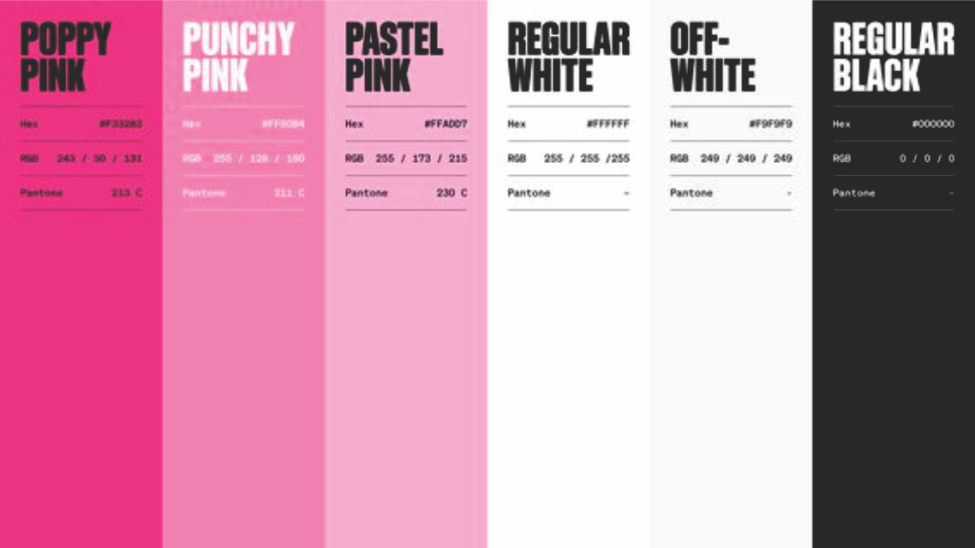 POPPY
PINK
Hex #F33283
RGB 243 / 50 / 131
Pantone 213 C
PUNCHY
PINK
Hex #FF80B4
RGB 255 / 128 / 180
Pantone 211 C
PASTEL
PINK
Hex #FFADD7
RGB 255 / 173 / 215
Pantone 230 C
REGULAR
WHITE
Hex #FFFFFF
RGB 255 / 255 /255
Pantone -
OFF-
WHITE
Hex #F9F9F9
RGB 249 / 249 / 249
Pantone -
REGULAR
BLACK
Hex #000000
RGB 0 / 0 / 0
Pantone -